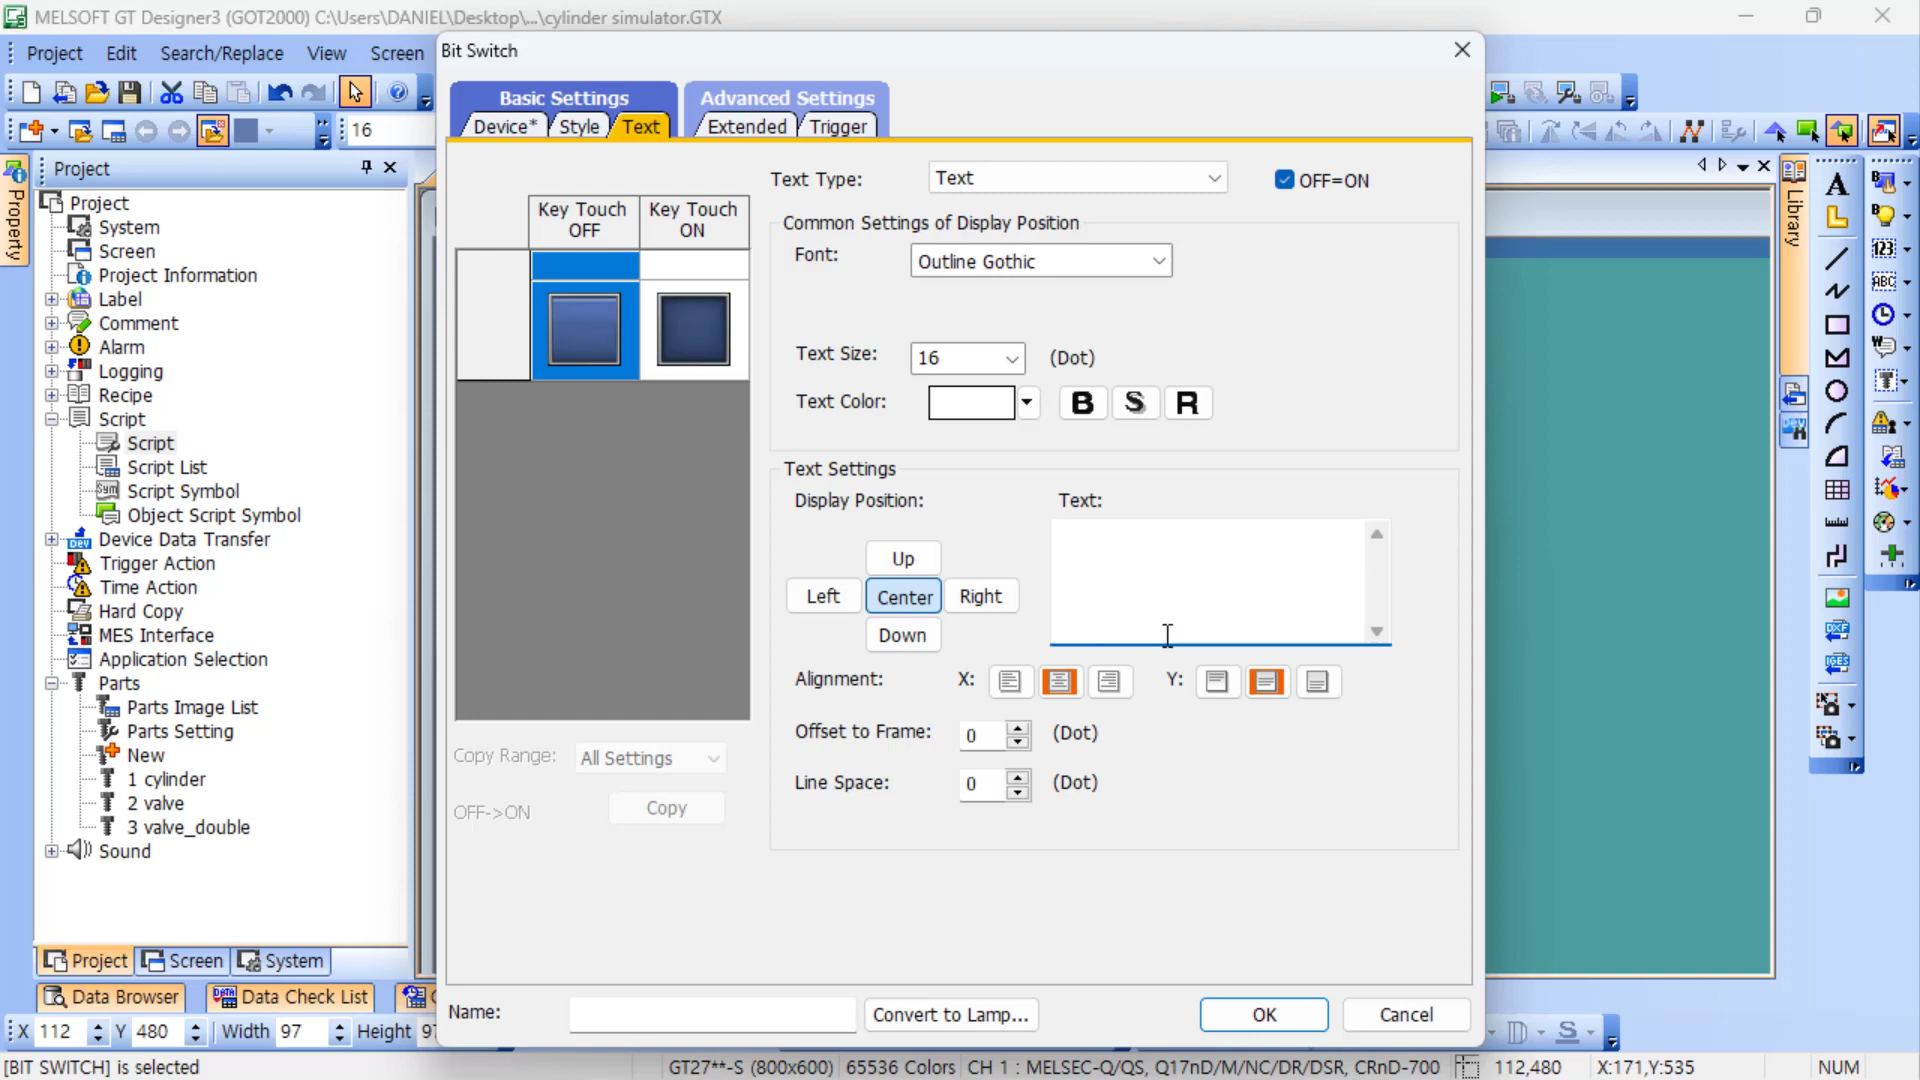 MELSOFT GT Designer3 (GOT2000) C:\Users\DANIEL\Desktop\...\cylinder simulator.GTX
Project Edit Search/Replace View Screen
16
Project
Property
Project
System
Screen
Project Information
Label
Comment
Alarm
Logging
Recipe
Script
Script
Script List
Script Symbol
Object Script Symbol
Device Data Transfer
Trigger Action
Time Action
Hard Copy
MES Interface
Application Selection
Parts
Parts Image List
Parts Setting
New
1 cylinder
2 valve
3 valve_double
Sound
Project Screen System
Data Browser Data Check List
X 112 Y 480 Width 97 Height 97
[BIT SWITCH] is selected
Bit Switch
Basic Settings Advanced Settings
Device* Style Text Extended Trigger
Text Type: Text OFF=ON
Key Touch OFF
Key Touch ON
Common Settings of Display Position
Font: Outline Gothic
Text Size: 16 (Dot)
Text Color: B S R
Text Settings
Display Position: Text:
Up
Left Center Right
Down
Alignment: X: Y:
Offset to Frame: 0 (Dot)
Line Space: 0 (Dot)
Copy Range: All Settings
OFF->ON Copy
Name: Convert to Lamp... OK Cancel
Library
A
123
ABC
DXF
IGES
GT27**-S (800x600) 65536 Colors CH 1 : MELSEC-Q/QS, Q17nD/M/NC/DR/DSR, CRnD-700 112,480 X:171,Y:535 NUM